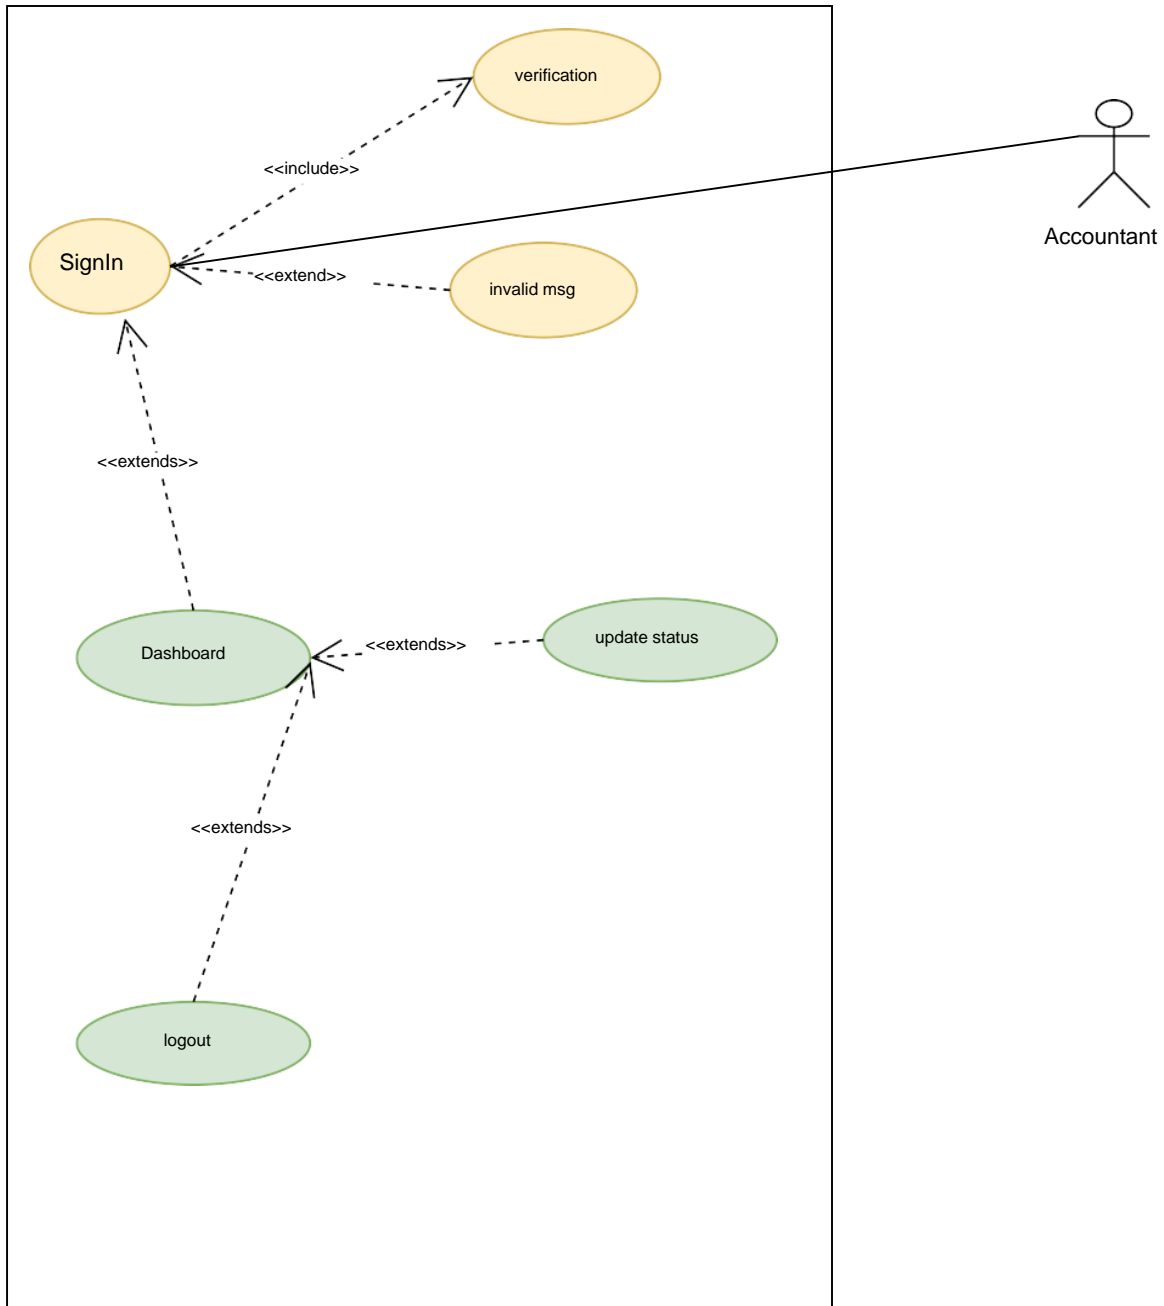 verification
<<include>>
Accountant
SignIn
<<extend>>
invalid msg
<<extends>>
Dashboard
<<extends>>
update status
<<extends>>
logout